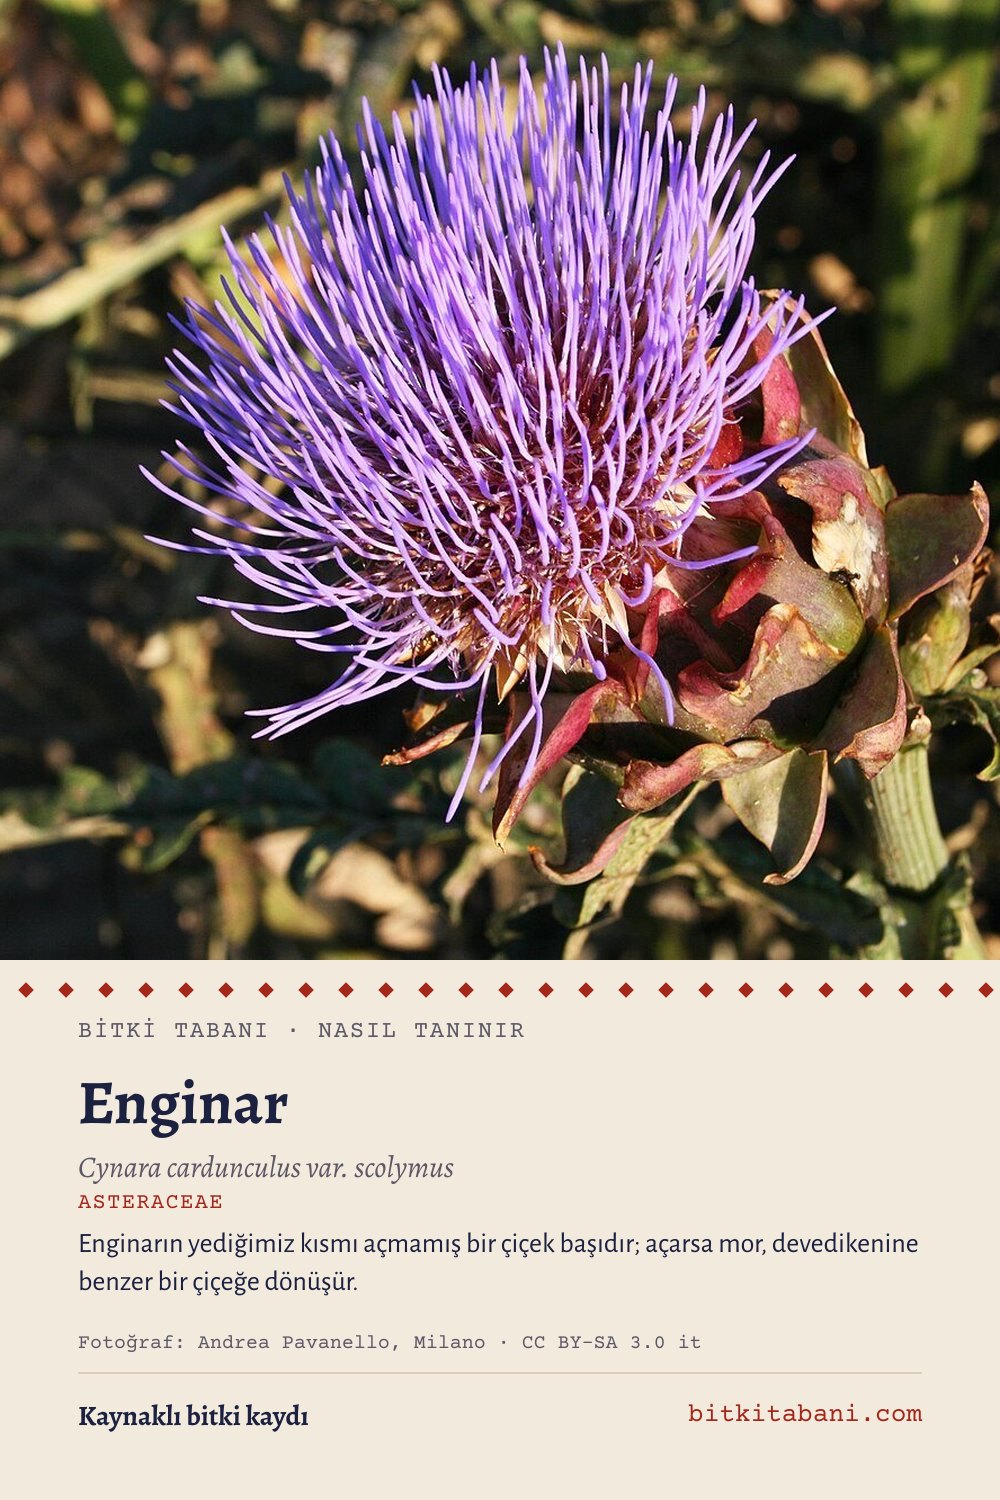 BİTKİ TABANI · NASIL TANINIR
Enginar
Cynara cardunculus var. scolymus
ASTERACEAE
Enginarın yediğimiz kısmı açmamış bir çiçek başıdır; açarsa mor, devedikenine
benzer bir çiçeğe dönüşür.
Fotoğraf: Andrea Pavanello, Milano · CC BY-SA 3.0 it
Kaynaklı bitki kaydı
bitkitabani.com